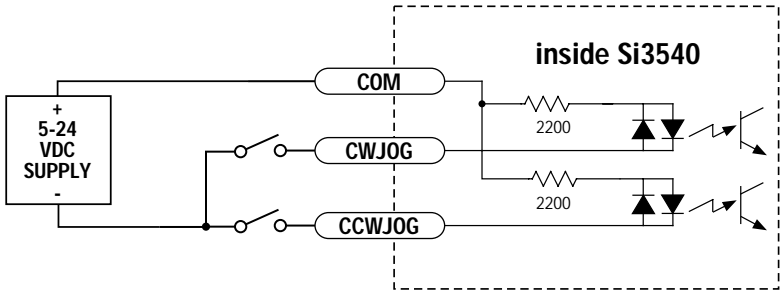 inside Si3540
COM
+
5-24
VDC
SUPPLY
-
2200
CWJOG
2200
CCWJOG